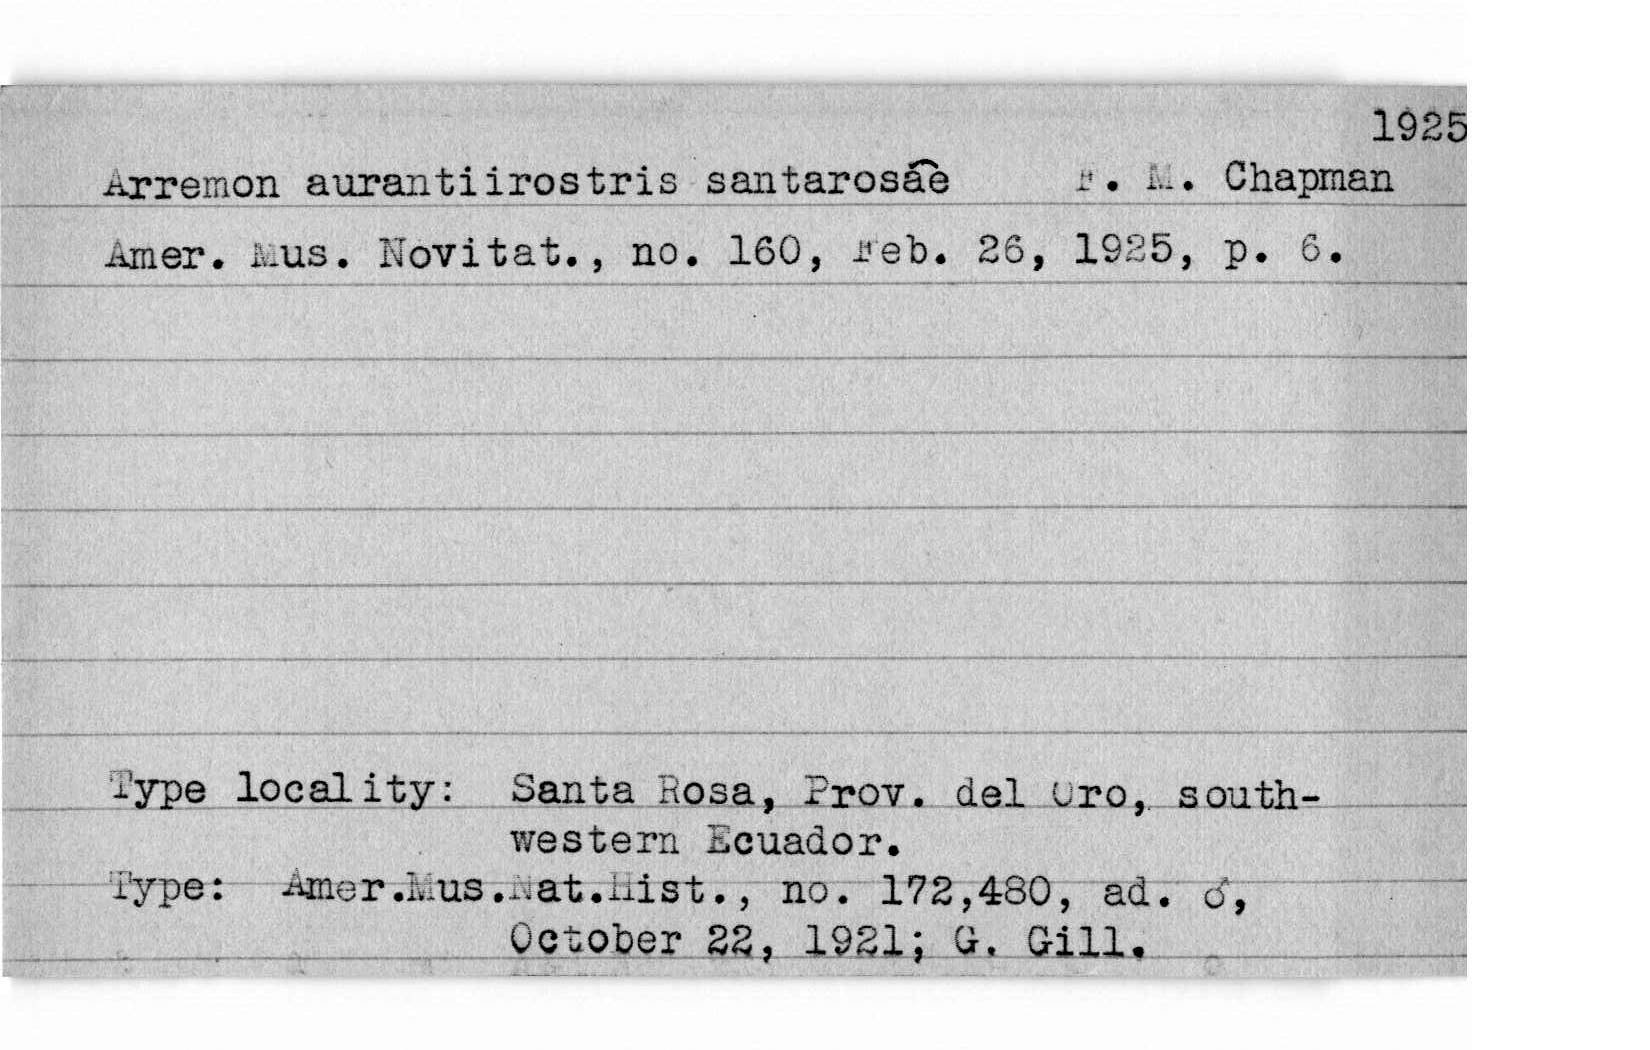 1925
Arremon aurantiirostris santarosae F. M. Chapman
Amer. Mus. Novitat., no. 160, Feb. 26, 1925, p. 6.
Type locality: Santa Rosa, Prov. del Oro, south-
western Ecuador.
Type: Amer.Mus.Nat.Hist., no. 172,480, ad. ♂,
October 22, 1921; G. Gill.